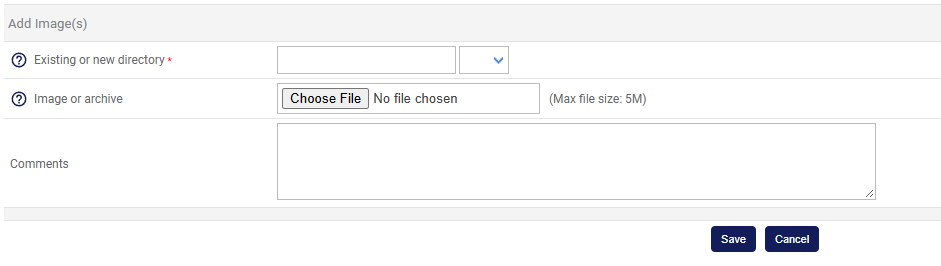 Add Image(s)
? Existing or new directory *
? Image or archive Choose File No file chosen (Max file size: 5M)
Comments
Save Cancel